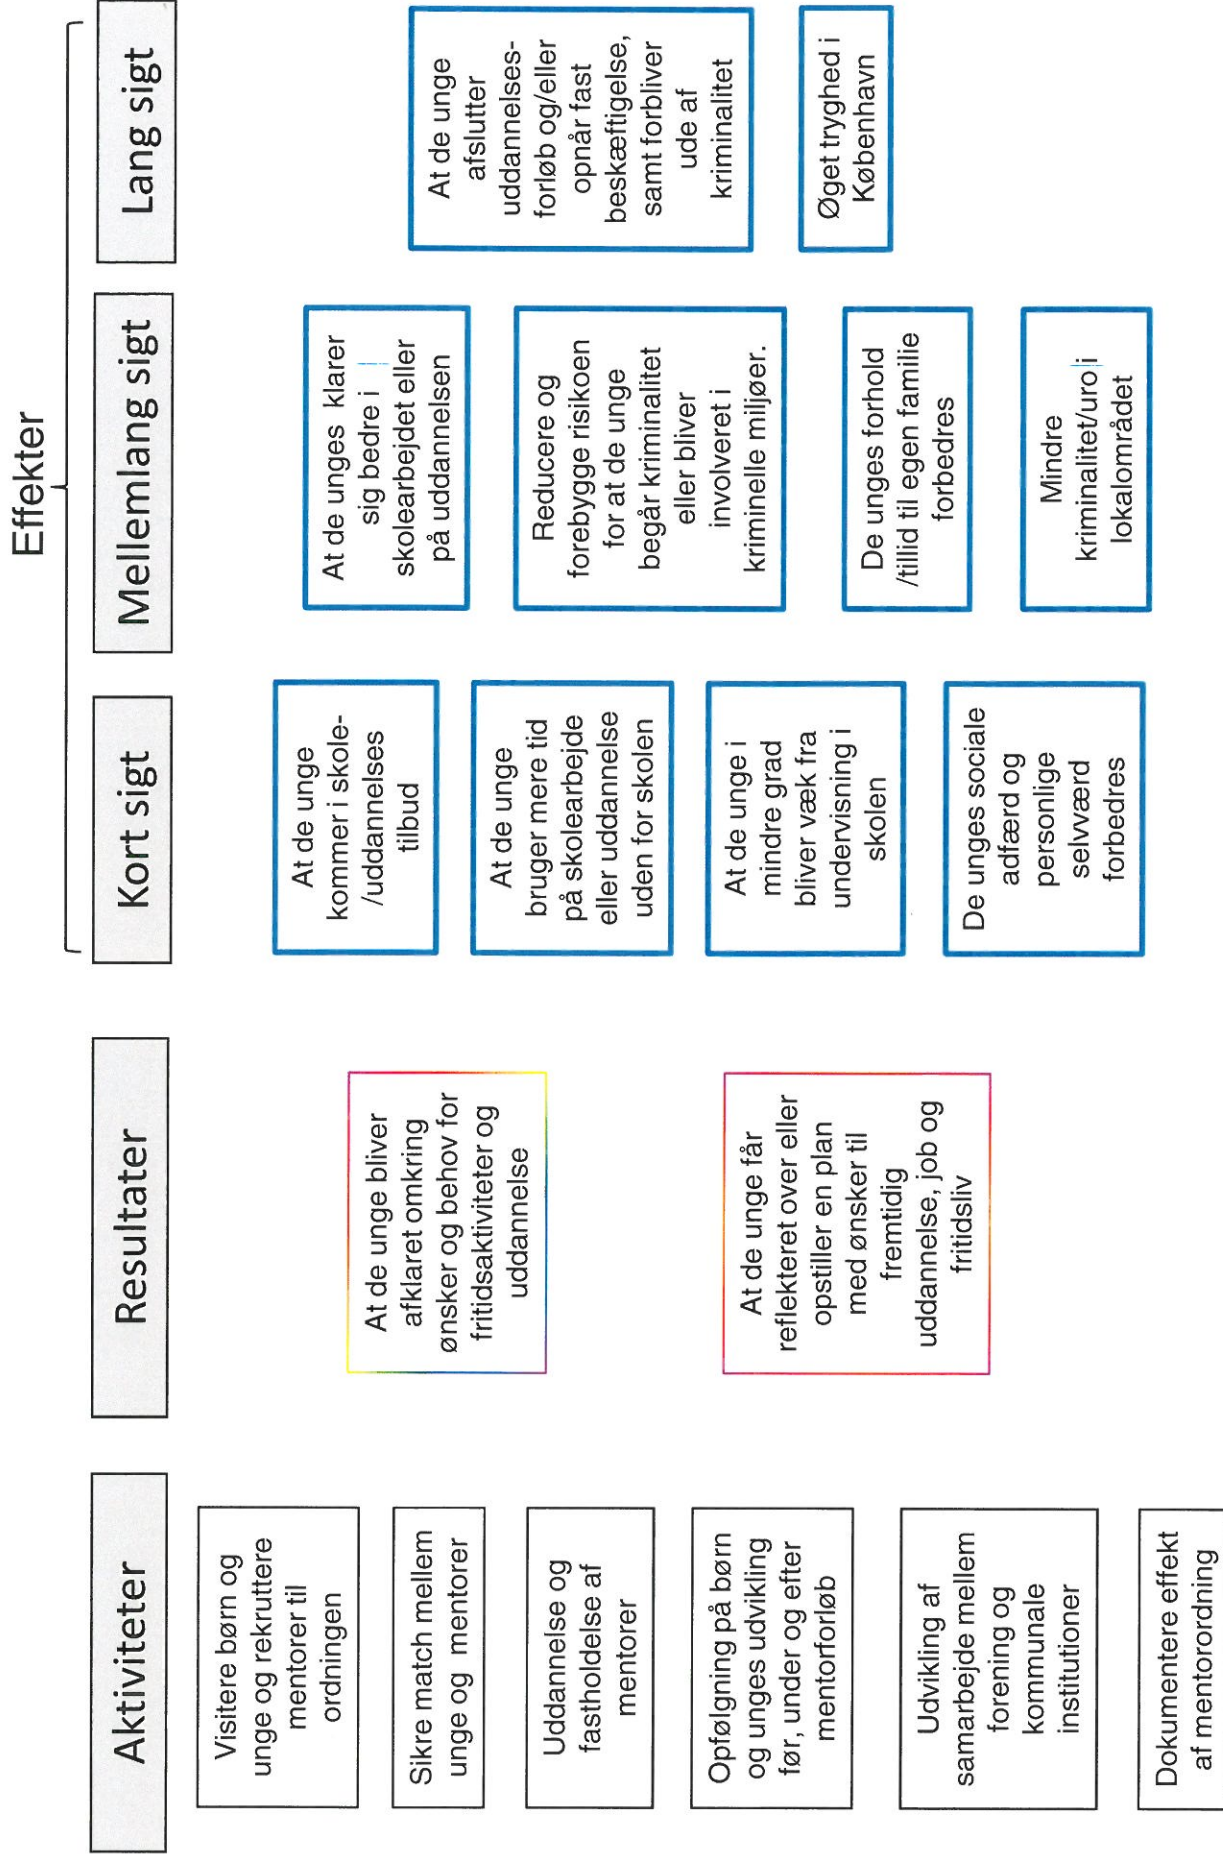 Effekter
Aktiviteter
Resultater
Kort sigt
Mellemlang sigt
Lang sigt
Visitere børn og
unge og rekruttere
mentorer til
ordningen
Sikre match mellem
unge og mentorer
Uddannelse og
fastholdelse af
mentorer
Opfølgning på børn
og unges udvikling
før, under og efter
mentorforløb
Udvikling af
samarbejde mellem
forening og
kommunale
institutioner
Dokumentere effekt
af mentorordning
At de unge bliver
afklaret omkring
ønsker og behov for
fritidsaktiviteter og
uddannelse
At de unge får
reflekteret over eller
opstiller en plan
med ønsker til
fremtidig
uddannelse, job og
fritidsliv
At de unge
kommer i skole-
/uddannelses
tilbud
At de unge
bruger mere tid
på skolearbejde
eller uddannelse
uden for skolen
At de unge i
mindre grad
bliver væk fra
undervisning i
skolen
De unges sociale
adfærd og
personlige
selvværd
forbedres
At de unges klarer
sig bedre i
skolearbejdet eller
på uddannelsen
Reducere og
forebygge risikoen
for at de unge
begår kriminalitet
eller bliver
involveret i
kriminelle miljøer.
De unges forhold
/tillid til egen familie
forbedres
Mindre
kriminalitet/uro i
lokalområdet
At de unge
afslutter
uddannelses-
forløb og/eller
opnår fast
beskæftigelse,
samt forbliver
ude af
kriminalitet
Øget tryghed i
København